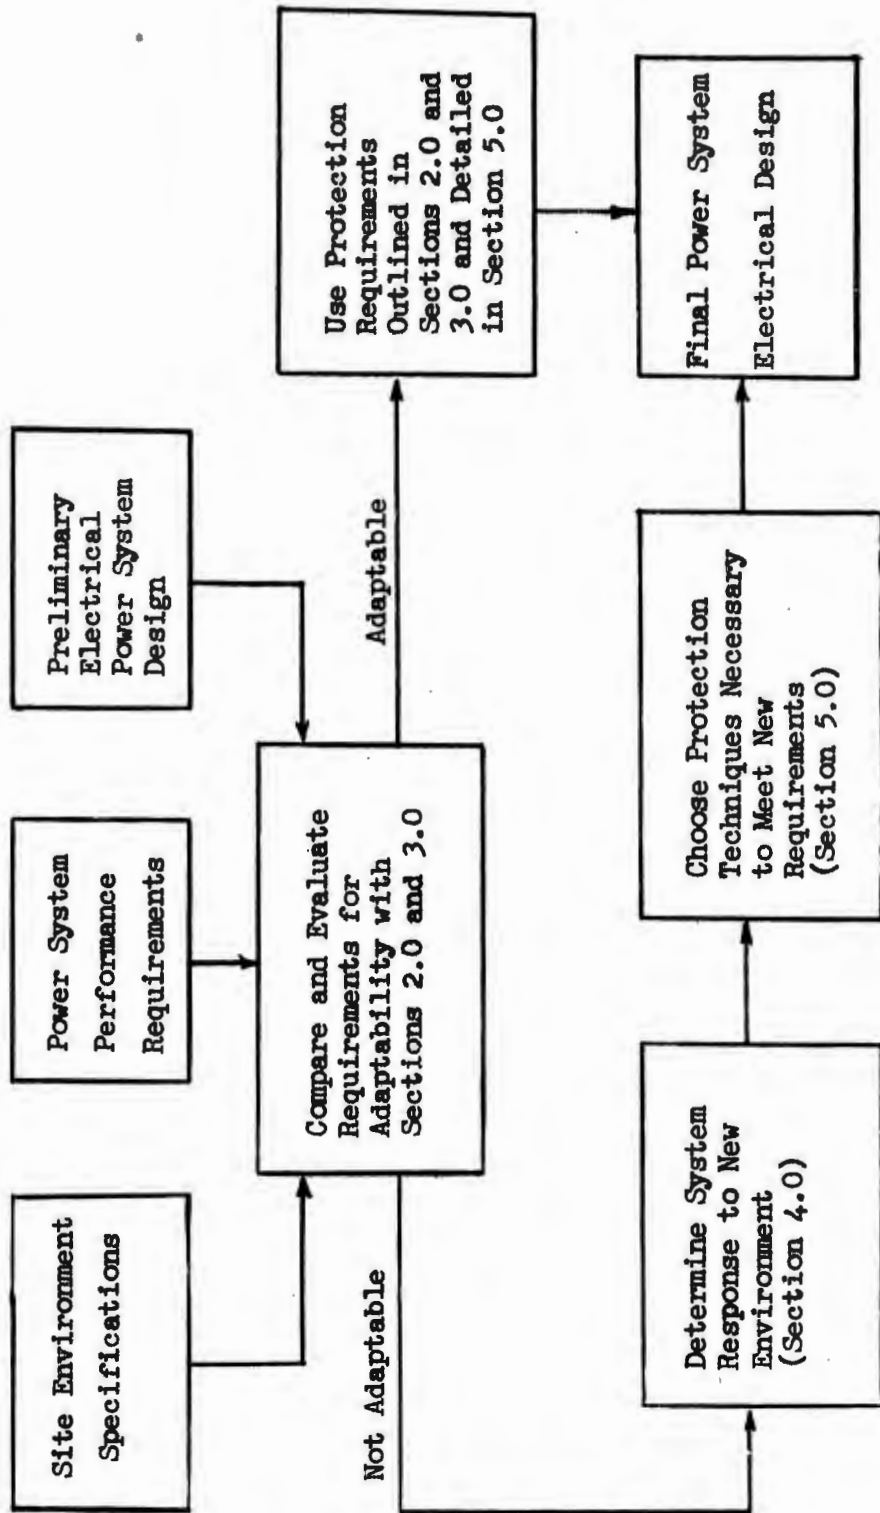 Site Environment
Specifications
Power System
Performance
Requirements
Preliminary
Electrical
Power System
Design
Compare and Evaluate
Requirements for
Adaptability with
Sections 2.0 and 3.0
Not Adaptable
Adaptable
Use Protection
Requirements
Outlined in
Sections 2.0 and
3.0 and Detailed
in Section 5.0
Determine System
Response to New
Environment
(Section 4.0)
Choose Protection
Techniques Necessary
to Meet New
Requirements
(Section 5.0)
Final Power System
Electrical Design